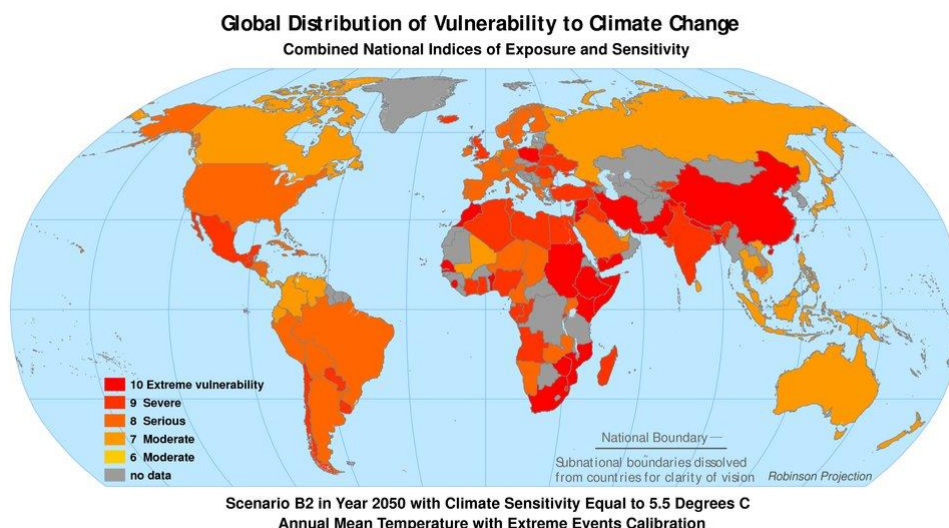 Global Distribution of Vulnerability to Climate Change
Combined National Indices of Exposure and Sensitivity
10 Extreme vulnerability
9 Severe
8 Serious
7 Moderate
6 Moderate
no data
National Boundary —
Subnational boundaries dissolved
from countries for clarity of vision
Robinson Projection
Scenario B2 in Year 2050 with Climate Sensitivity Equal to 5.5 Degrees C
Annual Mean Temperature with Extreme Events Calibration